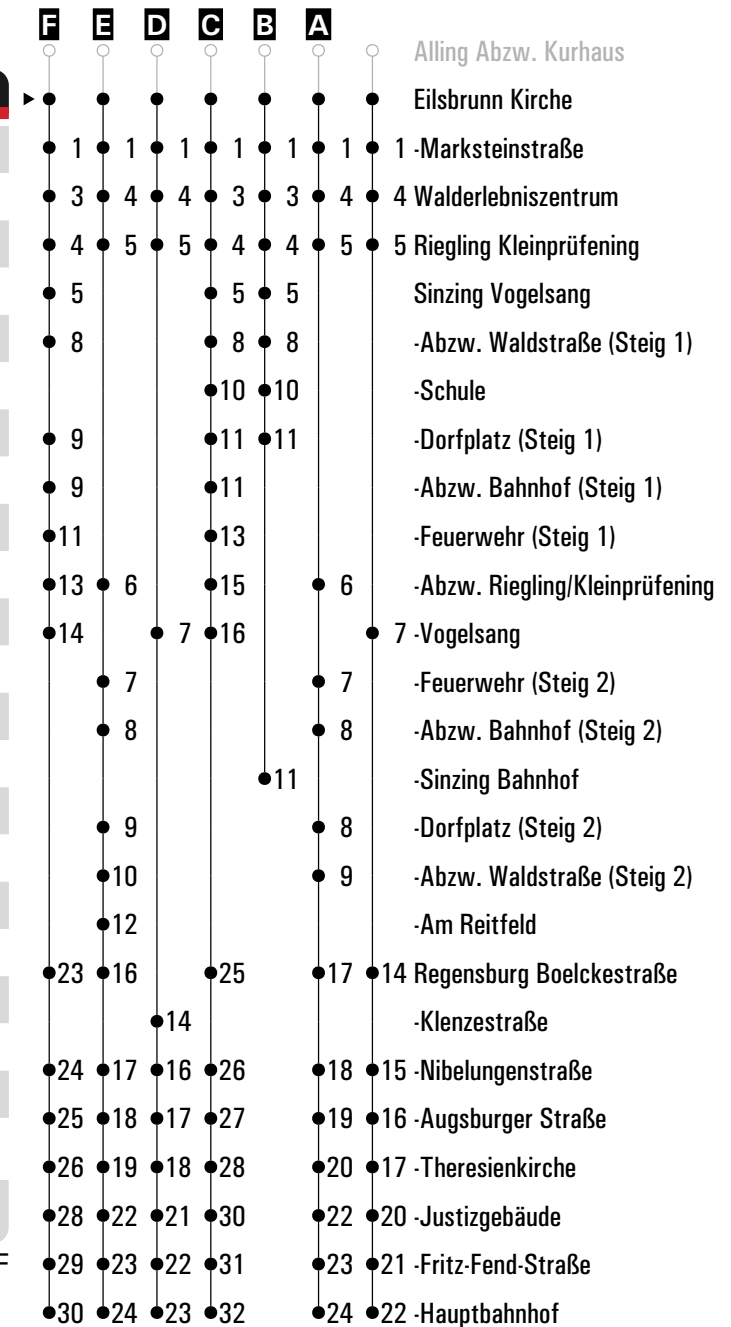 F E D C B A
Alling Abzw. Kurhaus
Eilsbrunn Kirche
1 1 1 1 1 1 1 -Marksteinstraße
3 4 4 3 3 4 4 Walderlebniszentrum
4 5 5 4 4 5 5 Riegling Kleinprüfening
5 5 5 Sinzing Vogelsang
8 8 8 -Abzw. Waldstraße (Steig 1)
10 10 -Schule
9 11 11 -Dorfplatz (Steig 1)
9 11 -Abzw. Bahnhof (Steig 1)
11 13 -Feuerwehr (Steig 1)
13 6 15 6 -Abzw. Riegling/Kleinprüfening
14 7 16 7 -Vogelsang
7 7 -Feuerwehr (Steig 2)
8 8 -Abzw. Bahnhof (Steig 2)
11 -Sinzing Bahnhof
9 8 -Dorfplatz (Steig 2)
10 9 -Abzw. Waldstraße (Steig 2)
12 -Am Reitfeld
23 16 25 17 14 Regensburg Boelckestraße
14 -Klenzestraße
24 17 16 26 18 15 -Nibelungenstraße
25 18 17 27 19 16 -Augsburger Straße
26 19 18 28 20 17 -Theresienkirche
28 22 21 30 22 20 -Justizgebäude
29 23 22 31 23 21 -Fritz-Fend-Straße
30 24 23 32 24 22 -Hauptbahnhof